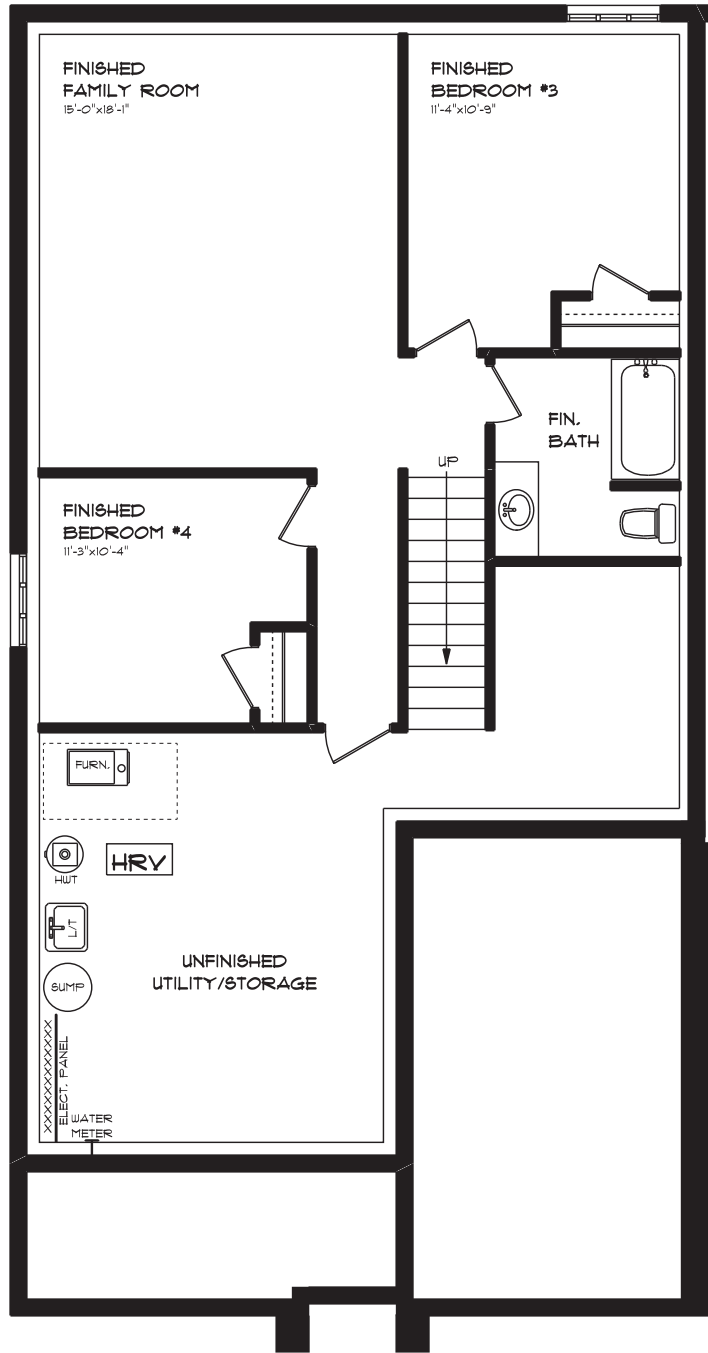 FINISHED
FAMILY ROOM
15'-0"x18'-1"
FINISHED
BEDROOM #3
11'-4"x10'-9"
FIN.
BATH
UP
FINISHED
BEDROOM #4
11'-3"x10'-4"
FURN.
HRV
HWT
L/T
UNFINISHED
UTILITY/STORAGE
SUMP
XXXXXXXXXXXXX
ELECT. PANEL
WATER
METER